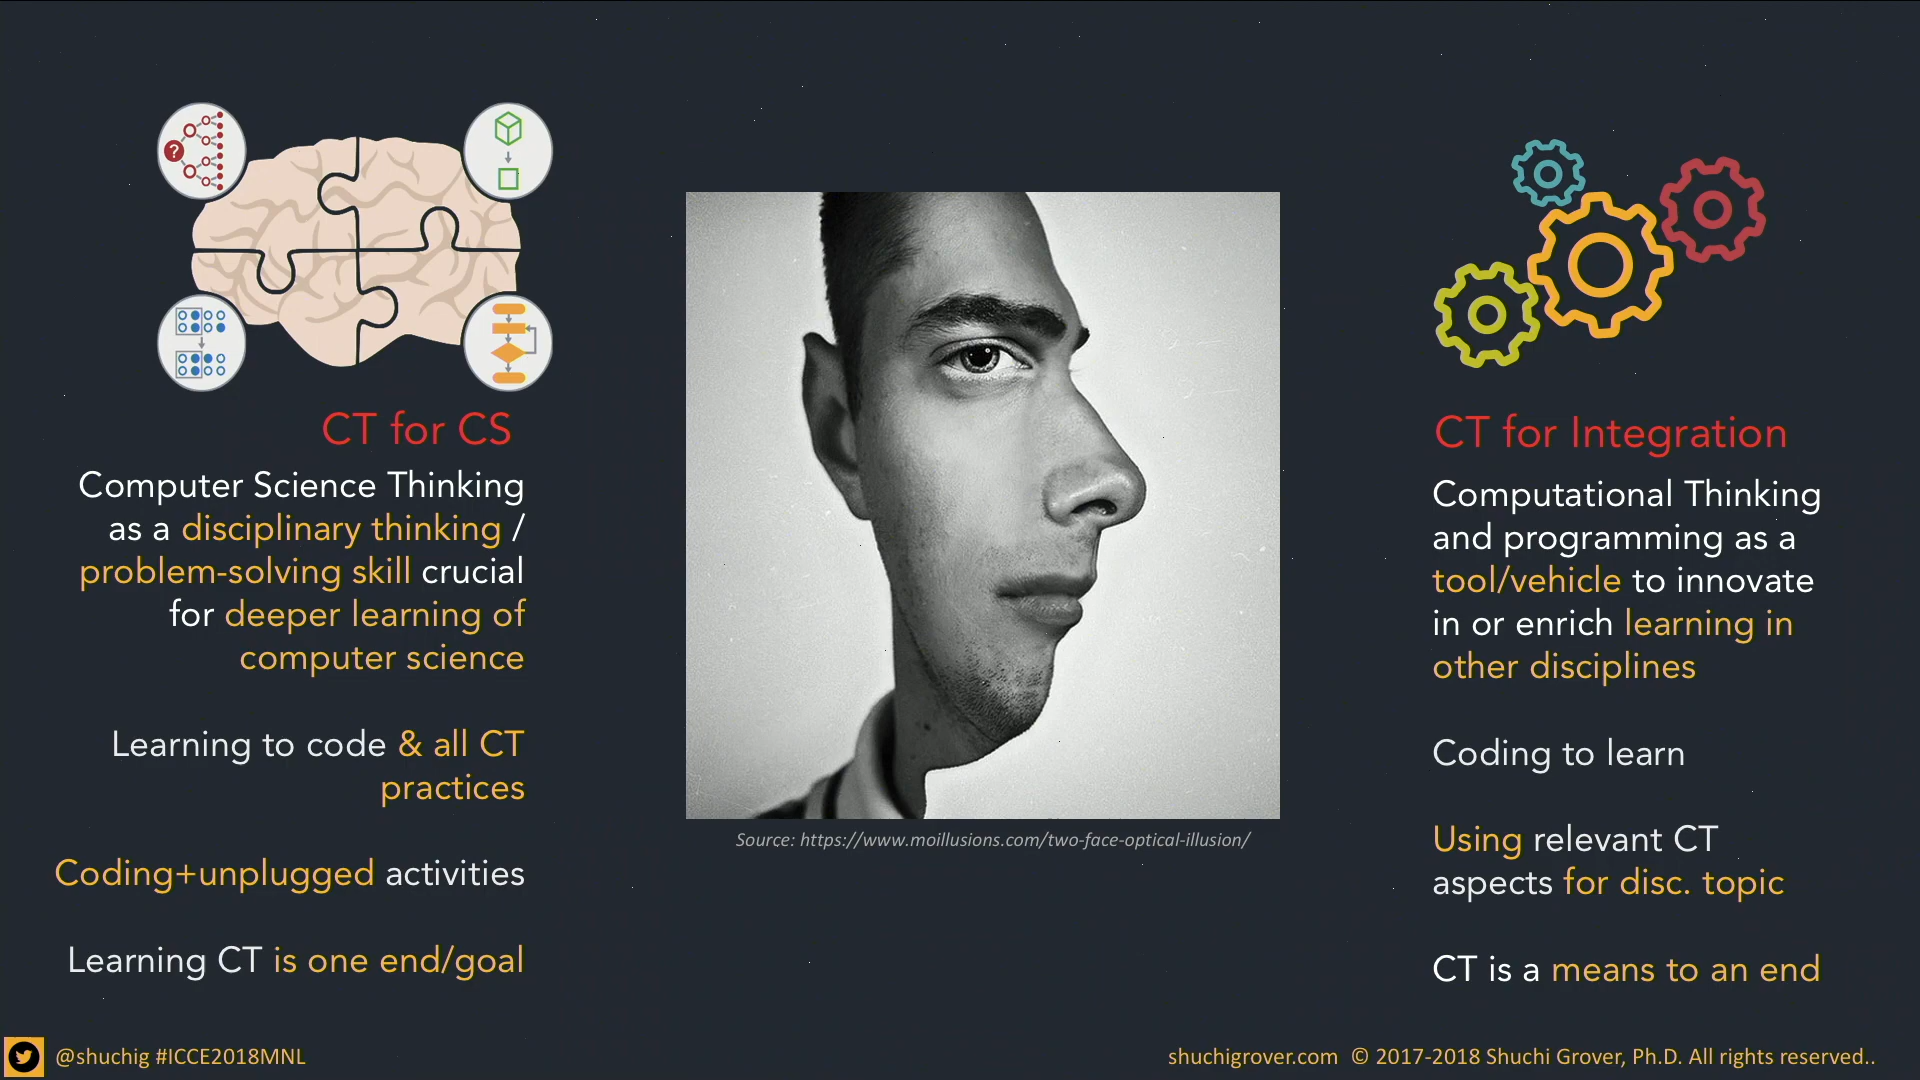 ?
CT for CS
Computer Science Thinking
as a disciplinary thinking /
problem-solving skill crucial
for deeper learning of
computer science
Learning to code & all CT
practices
Coding+unplugged activities
Learning CT is one end/goal
Source: https://www.moillusions.com/two-face-optical-illusion/
CT for Integration
Computational Thinking
and programming as a
tool/vehicle to innovate
in or enrich learning in
other disciplines
Coding to learn
Using relevant CT
aspects for disc. topic
CT is a means to an end
@shuchig #ICCE2018MNL
shuchigrover.com © 2017-2018 Shuchi Grover, Ph.D. All rights reserved..